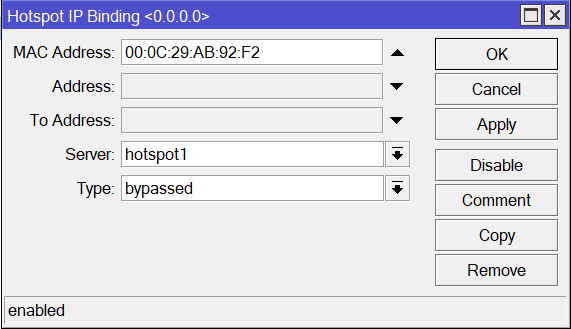 Hotspot IP Binding <0.0.0.0>
MAC Address: 00:0C:29:AB:92:F2
Address:
To Address:
Server: hotspot1
Type: bypassed
OK
Cancel
Apply
Disable
Comment
Copy
Remove
enabled